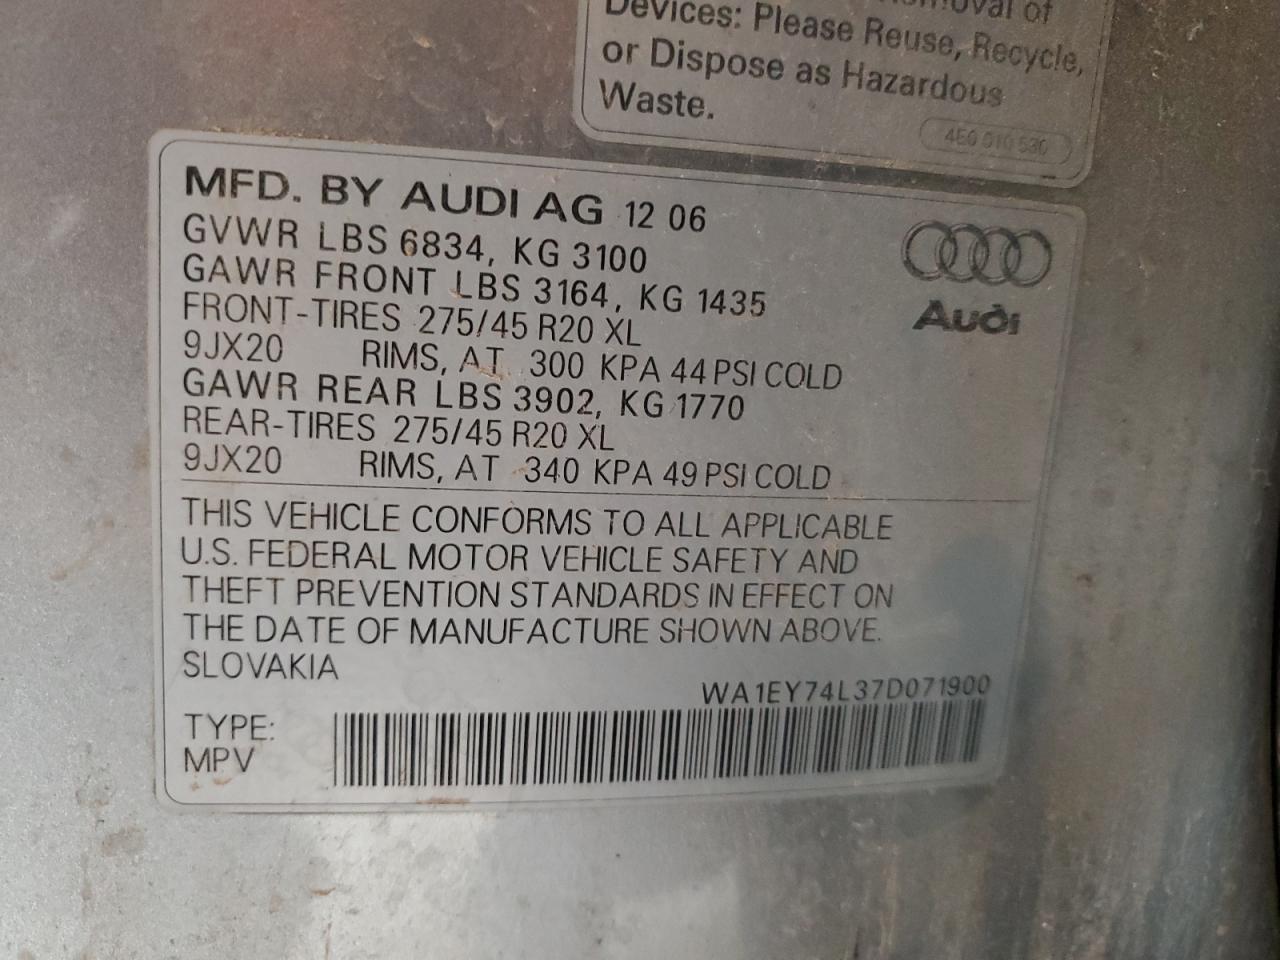 Removal of
Devices: Please Reuse, Recycle,
or Dispose as Hazardous
Waste.
4E0 010 530
MFD. BY AUDI AG 12 06
GVWR LBS 6834, KG 3100
GAWR FRONT LBS 3164, KG 1435
FRONT-TIRES 275/45 R20 XL
9JX20 RIMS, AT 300 KPA 44 PSI COLD
GAWR REAR LBS 3902, KG 1770
REAR-TIRES 275/45 R20 XL
9JX20 RIMS, AT 340 KPA 49 PSI COLD
Audi
THIS VEHICLE CONFORMS TO ALL APPLICABLE
U.S. FEDERAL MOTOR VEHICLE SAFETY AND
THEFT PREVENTION STANDARDS IN EFFECT ON
THE DATE OF MANUFACTURE SHOWN ABOVE.
SLOVAKIA
WA1EY74L37D071900
TYPE:
MPV